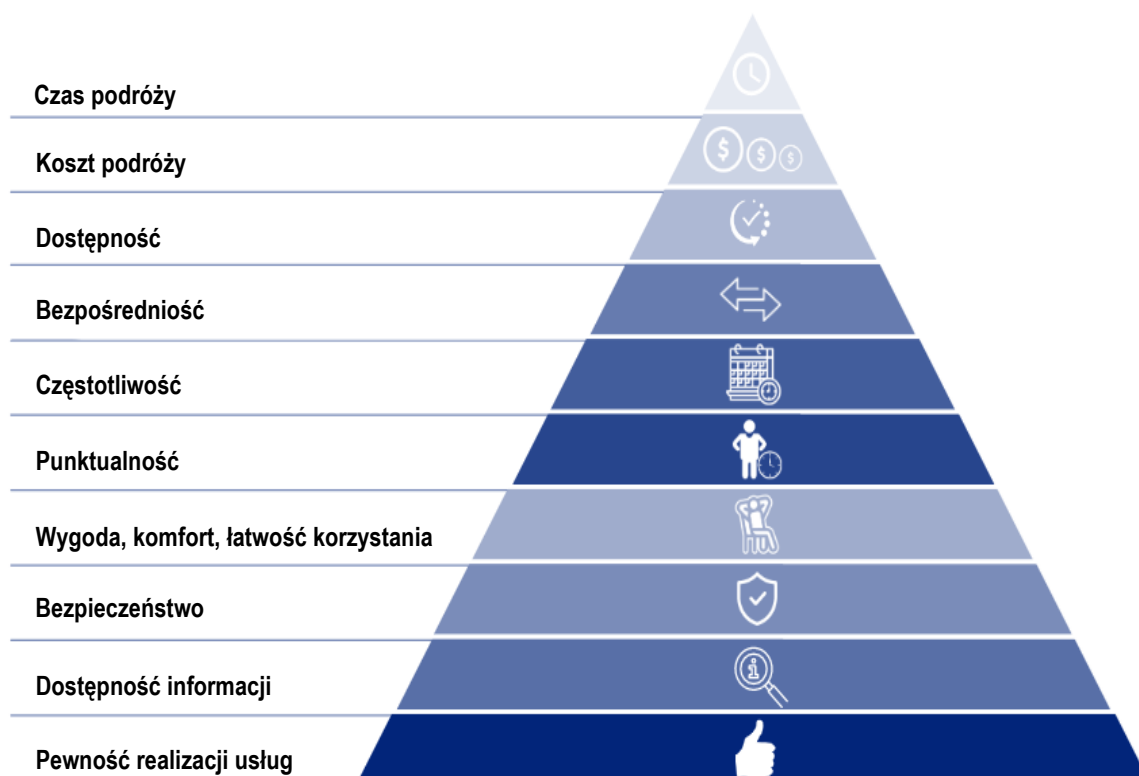 Czas podróży
Koszt podróży
Dostępność
Bezpośredniość
Częstotliwość
Punktualność
Wygoda, komfort, łatwość korzystania
Bezpieczeństwo
Dostępność informacji
Pewność realizacji usług